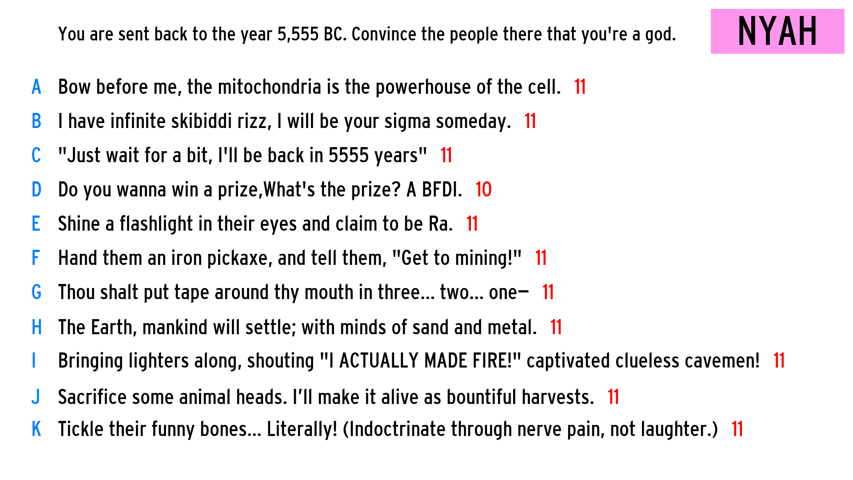 You are sent back to the year 5,555 BC. Convince the people there that you're a god.
NYAH
A Bow before me, the mitochondria is the powerhouse of the cell. 11
B I have infinite skibiddi rizz, I will be your sigma someday. 11
C "Just wait for a bit, I'll be back in 5555 years" 11
D Do you wanna win a prize,What's the prize? A BFDI. 10
E Shine a flashlight in their eyes and claim to be Ra. 11
F Hand them an iron pickaxe, and tell them, "Get to mining!" 11
G Thou shalt put tape around thy mouth in three... two... one— 11
H The Earth, mankind will settle; with minds of sand and metal. 11
I Bringing lighters along, shouting "I ACTUALLY MADE FIRE!" captivated clueless cavemen! 11
J Sacrifice some animal heads. I’ll make it alive as bountiful harvests. 11
K Tickle their funny bones... Literally! (Indoctrinate through nerve pain, not laughter.) 11